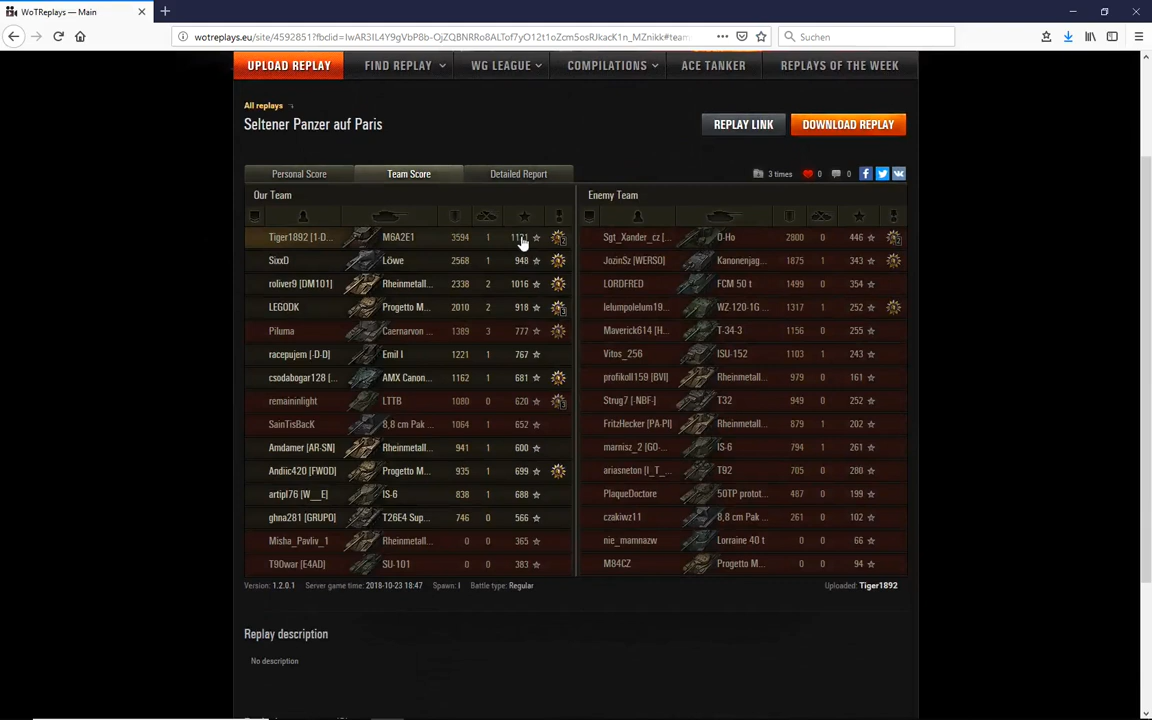 WoTReplays — Main
wotreplays.eu/site/4592851?fbclid=IwAR3IL4Y9gVbP8b-OjZQBNRRo8ALTof7yO12t1oZcm5osRJkacK1n_MZnikk#team
Suchen
UPLOAD REPLAY FIND REPLAY WG LEAGUE COMPILATIONS ACE TANKER REPLAYS OF THE WEEK
All replays
Seltener Panzer auf Paris
REPLAY LINK DOWNLOAD REPLAY
Personal Score Team Score Detailed Report 3 times 0 0
Our Team Enemy Team
Tiger1892 [1-D... M6A2E1 3594 1 Sgt_Xander_cz [... O-Ho 2800 0 446 2
SixxD Löwe 2568 1 948 JozinSz [WERSO] Kanonenjag... 1875 1 343
roliver9 [DM101] Rheinmetall... 2338 2 1016 LORDFRED FCM 50 t 1499 0 354
LEGODK Progetto M... 2010 2 918 3 lelumpolelum19... WZ-120-1G ... 1317 1 252
Piluma Caernarvon ... 1389 3 777 Maverick614 [H... T-34-3 1156 0 255
racepujem [-D-D] Emil I 1221 1 767 Vitos_256 ISU-152 1103 1 243
csodabogar128 [... AMX Canon... 1162 1 681 profikoll159 [BVI] Rheinmetall... 979 0 161
remaininlight LTTB 1080 0 620 3 Strug7 [-NBF-] T32 949 0 252
SainTisBacK 8,8 cm Pak ... 1064 1 652 FritzHecker [PA-PI] Rheinmetall... 879 0 202
Amdamer [AR-SN] Rheinmetall... 941 1 600 marnisz_2 [GO-... IS-6 794 1 261
Andiic420 [FWOD] Progetto M... 935 1 699 ariasneton [I_T_... T92 705 0 280
artipl76 [W__E] IS-6 838 1 688 PlaqueDoctore 50TP protot... 487 0 199
ghna281 [GRUPO] T26E4 Sup... 746 0 566 czakiwz11 8,8 cm Pak ... 261 0 102
Misha_Pavliv_1 Rheinmetall... 0 0 365 nie_mamnazw Lorraine 40 t 0 0 66
T90war [E4AD] SU-101 0 0 383 M84CZ Progetto M... 0 0 94
Version: 1.2.0.1 Server game time: 2018-10-23 18:47 Spawn: I Battle type: Regular Uploaded: Tiger1892
Replay description
No description